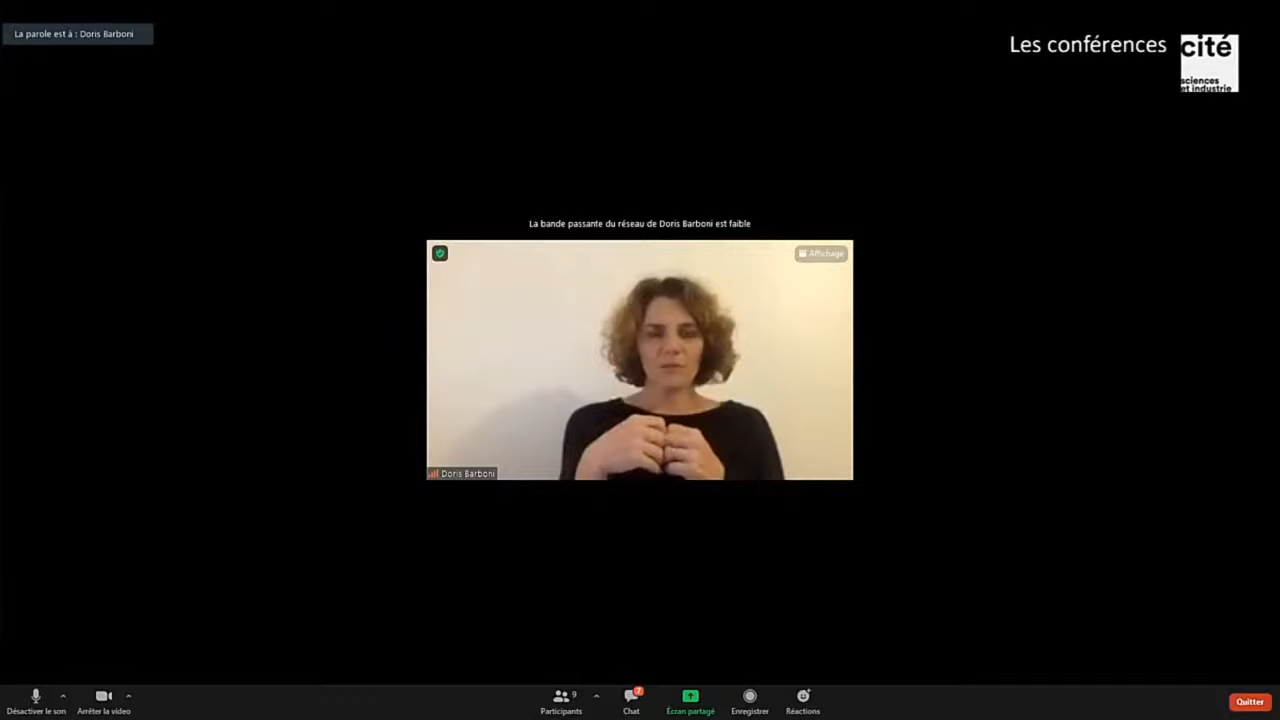 La parole est à : Doris Barboni
Les conférences
cité
sciences
et industrie
La bande passante du réseau de Doris Barboni est faible
Affichage
Doris Barboni
Désactiver le son
Arrêter la vidéo
Participants
9
Chat
7
Écran partagé
Enregistrer
Réactions
Quitter